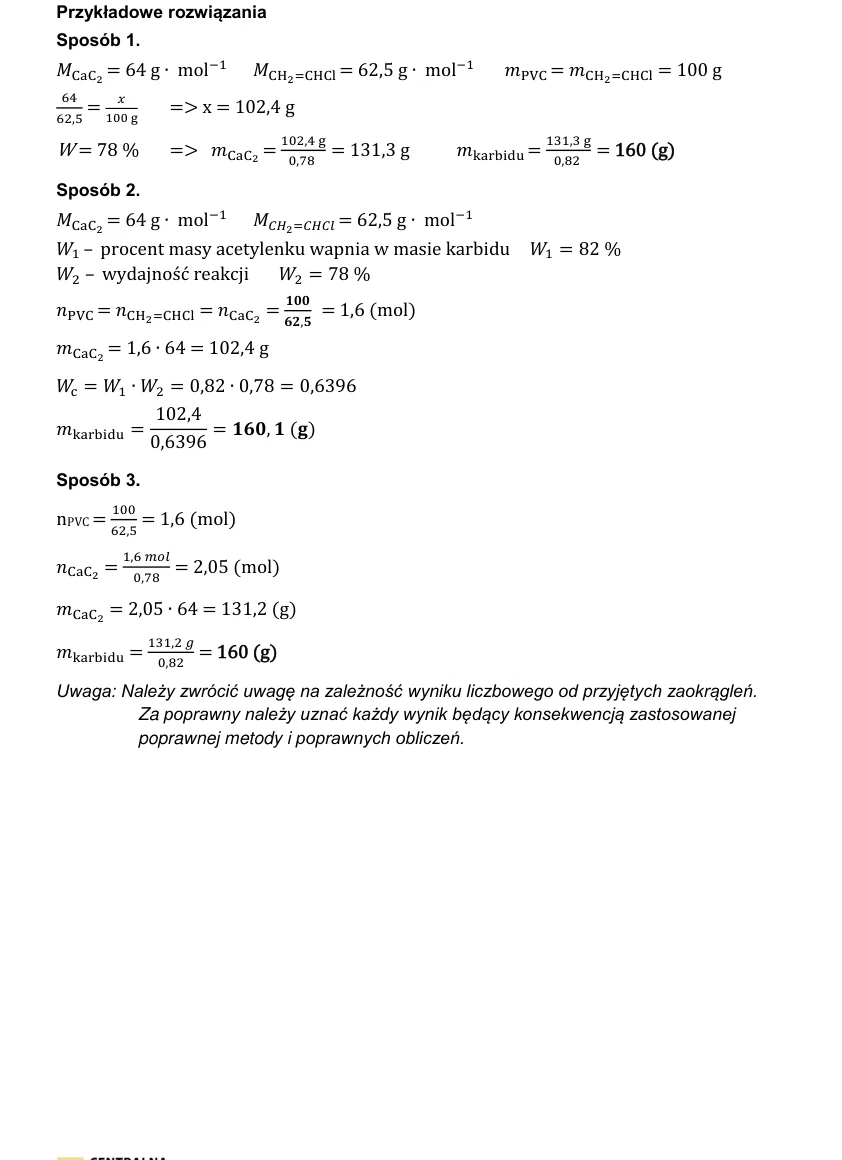 Przykładowe rozwiązania
Sposób 1.
M_CaC₂ = 64 g · mol⁻¹ M_CH₂=CHCl = 62,5 g · mol⁻¹ m_PVC = m_CH₂=CHCl = 100 g
64/62,5 = x/100 g => x = 102,4 g
W = 78 % => m_CaC₂ = 102,4 g/0,78 = 131,3 g m_karbidu = 131,3 g/0,82 = 160 (g)
Sposób 2.
M_CaC₂ = 64 g · mol⁻¹ M_CH₂=CHCl = 62,5 g · mol⁻¹
W₁ – procent masy acetylenku wapnia w masie karbidu W₁ = 82 %
W₂ – wydajność reakcji W₂ = 78 %
n_PVC = n_CH₂=CHCl = n_CaC₂ = 100/62,5 = 1,6 (mol)
m_CaC₂ = 1,6 · 64 = 102,4 g
W_c = W₁ · W₂ = 0,82 · 0,78 = 0,6396
m_karbidu = 102,4/0,6396 = 160,1 (g)
Sposób 3.
n_PVC = 100/62,5 = 1,6 (mol)
n_CaC₂ = 1,6 mol/0,78 = 2,05 (mol)
m_CaC₂ = 2,05 · 64 = 131,2 (g)
m_karbidu = 131,2 g/0,82 = 160 (g)
Uwaga: Należy zwrócić uwagę na zależność wyniku liczbowego od przyjętych zaokrągleń.
Za poprawny należy uznać każdy wynik będący konsekwencją zastosowanej
poprawnej metody i poprawnych obliczeń.